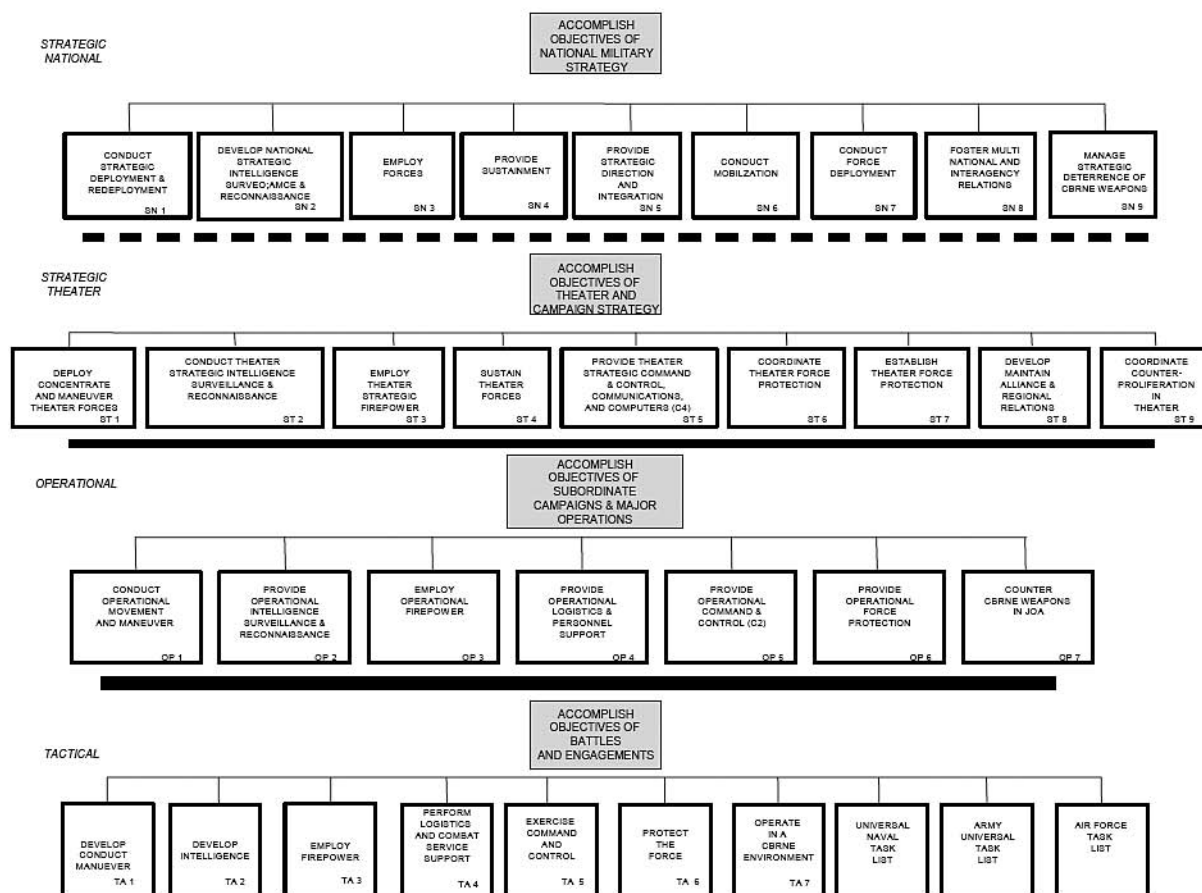 STRATEGIC
NATIONAL
ACCOMPLISH
OBJECTIVES OF
NATIONAL MILITARY
STRATEGY
CONDUCT
STRATEGIC
DEPLOYMENT &
REDEPLOYMENT
SN 1
DEVELOP NATIONAL
STRATEGIC
INTELLIGENCE
SURVEO;AMCE &
RECONNAISSANCE
SN 2
EMPLOY
FORCES
SN 3
PROVIDE
SUSTAINMENT
SN 4
PROVIDE
STRATEGIC
DIRECTION
AND
INTEGRATION
SN 5
CONDUCT
MOBILZATION
SN 6
CONDUCT
FORCE
DEPLOYMENT
SN 7
FOSTER MULTI
NATIONAL AND
INTERAGENCY
RELATIONS
SN 8
MANAGE
STRATEGIC
DETERRENCE OF
CBRNE WEAPONS
SN 9
STRATEGIC
THEATER
ACCOMPLISH
OBJECTIVES OF
THEATER AND
CAMPAIGN STRATEGY
DEPLOY
CONCENTRATE
AND MANEUVER
THEATER FORCES
ST 1
CONDUCT THEATER
STRATEGIC INTELLIGENCE
SURVEILLANCE &
RECONNAISSANCE
ST 2
EMPLOY
THEATER
STRATEGIC
FIREPOWER
ST 3
SUSTAIN
THEATER
FORCES
ST 4
PROVIDE THEATER
STRATEGIC COMMAND
& CONTROL,
COMMUNICATIONS,
AND COMPUTERS (C4)
ST 5
COORDINATE
THEATER FORCE
PROTECTION
ST 6
ESTABLISH
THEATER FORCE
PROTECTION
ST 7
DEVELOP
MAINTAIN
ALLIANCE &
REGIONAL
RELATIONS
ST 8
COORDINATE
COUNTER-
PROLIFERATION
IN
THEATER
ST 9
OPERATIONAL
ACCOMPLISH
OBJECTIVES OF
SUBORDINATE
CAMPAIGNS & MAJOR
OPERATIONS
CONDUCT
OPERATIONAL
MOVEMENT
AND MANEUVER
OP 1
PROVIDE
OPERATIONAL
INTELLIGENCE
SURVEILLANCE &
RECONNAISSANCE
OP 2
EMPLOY
OPERATIONAL
FIREPOWER
OP 3
PROVIDE
OPERATIONAL
LOGISTICS &
PERSONNEL
SUPPORT
OP 4
PROVIDE
OPERATIONAL
COMMAND &
CONTROL (C2)
OP 5
PROVIDE
OPERATIONAL
FORCE
PROTECTION
OP 6
COUNTER
CBRNE WEAPONS
IN JOA
OP 7
TACTICAL
ACCOMPLISH
OBJECTIVES OF
BATTLES
AND ENGAGEMENTS
DEVELOP
CONDUCT
MANUEVER
TA 1
DEVELOP
INTELLIGENCE
TA 2
EMPLOY
FIREPOWER
TA 3
PERFORM
LOGISTICS
AND COMBAT
SERVICE
SUPPORT
TA 4
EXERCISE
COMMAND
AND
CONTROL
TA 5
PROTECT
THE
FORCE
TA 6
OPERATE
IN A
CBRNE
ENVIRONMENT
TA 7
UNIVERSAL
NAVAL
TASK
LIST
ARMY
UNIVERSAL
TASK
LIST
AIR FORCE
TASK
LIST